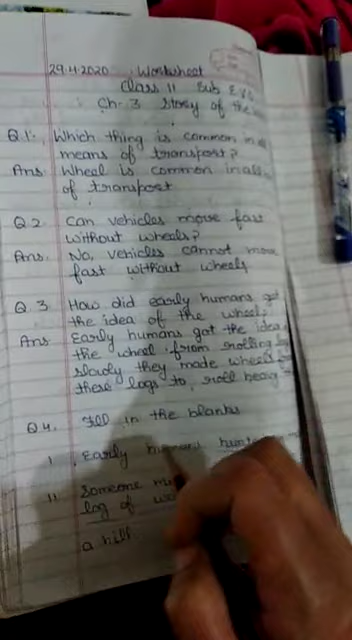 29.4.2020 Worksheet
Class II Sub
Ch-3 Story of the
Q.1. Which thing is common in
means of transport?
Ans. Wheel is common in
of transport
Q.2. Can vehicles move fast
without wheels?
Ans. No, vehicles cannot move
fast without wheels
Q.3 How did early humans got
the idea of the wheel?
Ans Early humans got the idea
the wheel from rolling
slowly they made wheels
these logs to roll heavy
Q4. Fill in the blanks
i. Early humans
ii. Someone
log of
a hill